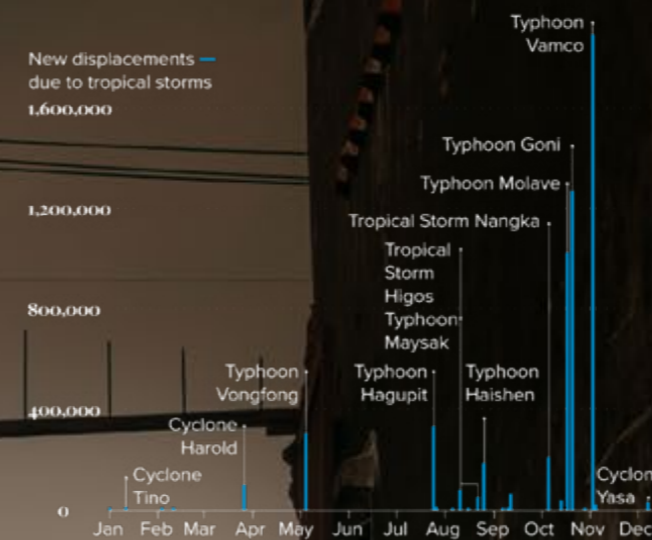 Typhoon
Vamco
New displacements
due to tropical storms
1,600,000
Typhoon Goni
Typhoon Molave
1,200,000
Tropical Storm Nangka
Tropical
Storm
Higos
800,000
Typhoon
Maysak
Typhoon
Vongfong
Typhoon
Hagupit
Typhoon
Haishen
400,000
Cyclone
Harold
Cyclone
Tino
Cyclon
Yasa
0
Jan Feb Mar Apr May Jun Jul Aug Sep Oct Nov Dec